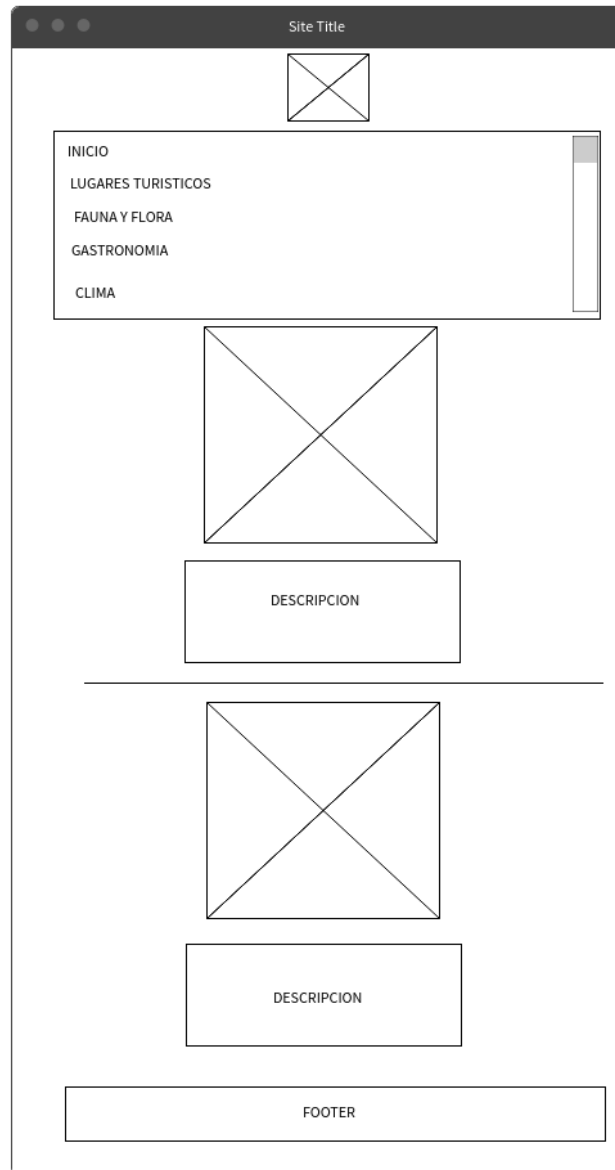 Site Title
INICIO
LUGARES TURISTICOS
FAUNA Y FLORA
GASTRONOMIA
CLIMA
DESCRIPCION
DESCRIPCION
FOOTER